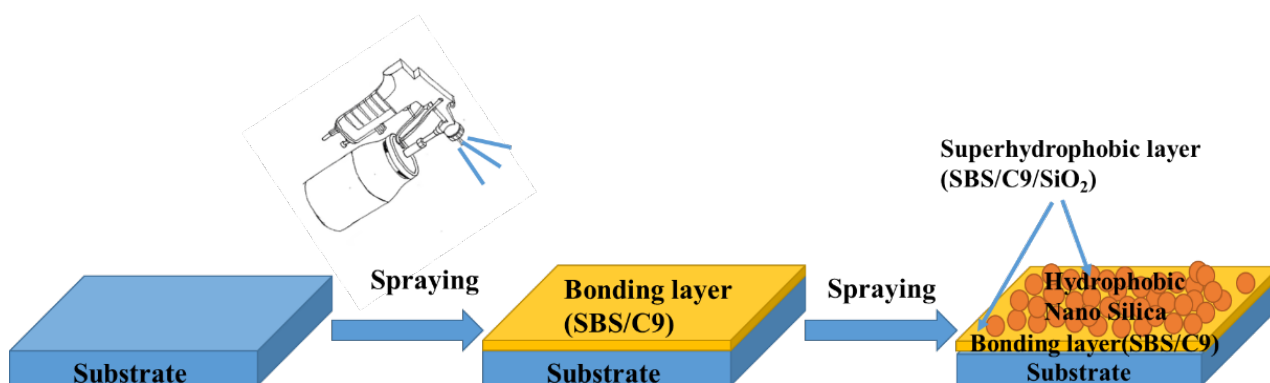 Superhydrophobic layer
(SBS/C9/SiO₂)
Spraying
Bonding layer
(SBS/C9)
Spraying
Hydrophobic
Nano Silica
Bonding layer(SBS/C9)
Substrate
Substrate
Substrate